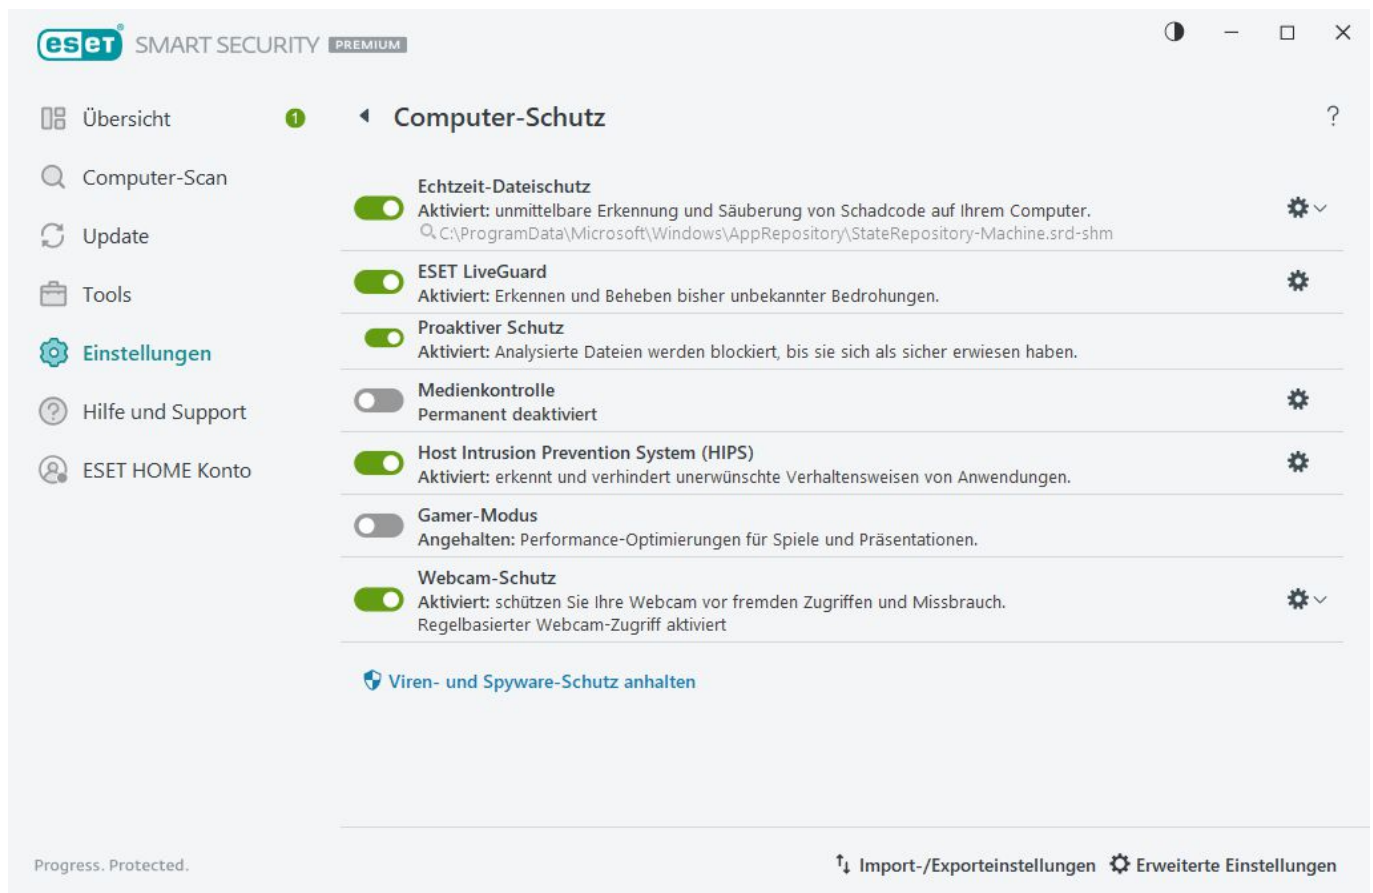 eset SMART SECURITY PREMIUM
Übersicht 1
Computer-Scan
Update
Tools
Einstellungen
Hilfe und Support
ESET HOME Konto
Computer-Schutz ?
Echtzeit-Dateischutz
Aktiviert: unmittelbare Erkennung und Säuberung von Schadcode auf Ihrem Computer.
C:\ProgramData\Microsoft\Windows\AppRepository\StateRepository-Machine.srd-shm
ESET LiveGuard
Aktiviert: Erkennen und Beheben bisher unbekannter Bedrohungen.
Proaktiver Schutz
Aktiviert: Analysierte Dateien werden blockiert, bis sie sich als sicher erwiesen haben.
Medienkontrolle
Permanent deaktiviert
Host Intrusion Prevention System (HIPS)
Aktiviert: erkennt und verhindert unerwünschte Verhaltensweisen von Anwendungen.
Gamer-Modus
Angehalten: Performance-Optimierungen für Spiele und Präsentationen.
Webcam-Schutz
Aktiviert: schützen Sie Ihre Webcam vor fremden Zugriffen und Missbrauch.
Regelbasierter Webcam-Zugriff aktiviert
Viren- und Spyware-Schutz anhalten
Progress. Protected.
Import-/Exporteinstellungen Erweiterte Einstellungen